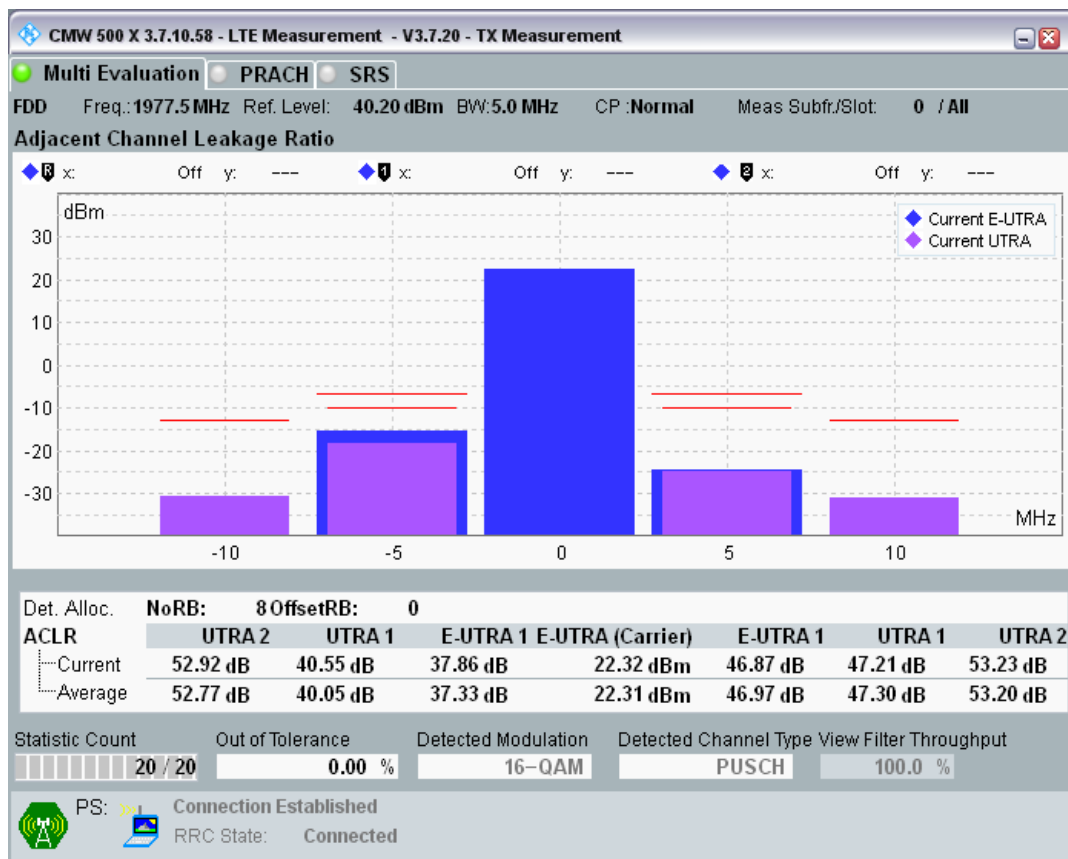 CMW 500 X 3.7.10.58 - LTE Measurement - V3.7.20 - TX Measurement
Multi Evaluation PRACH SRS
FDD Freq.:1977.5 MHz Ref. Level: 40.20 dBm BW:5.0 MHz CP :Normal Meas Subfr./Slot: 0 / All
Adjacent Channel Leakage Ratio
R x: Off y: --- 1 x: Off y: --- 2 x: Off y: ---
dBm
Current E-UTRA
Current UTRA
30
20
10
0
-10
-20
-30
MHz
-10 -5 0 5 10
Det. Alloc. NoRB: 8 OffsetRB: 0
ACLR UTRA 2 UTRA 1 E-UTRA 1 E-UTRA (Carrier) E-UTRA 1 UTRA 1 UTRA 2
Current 52.92 dB 40.55 dB 37.86 dB 22.32 dBm 46.87 dB 47.21 dB 53.23 dB
Average 52.77 dB 40.05 dB 37.33 dB 22.31 dBm 46.97 dB 47.30 dB 53.20 dB
Statistic Count Out of Tolerance Detected Modulation Detected Channel Type View Filter Throughput
20 / 20 0.00 % 16-QAM PUSCH 100.0 %
PS: Connection Established
RRC State: Connected